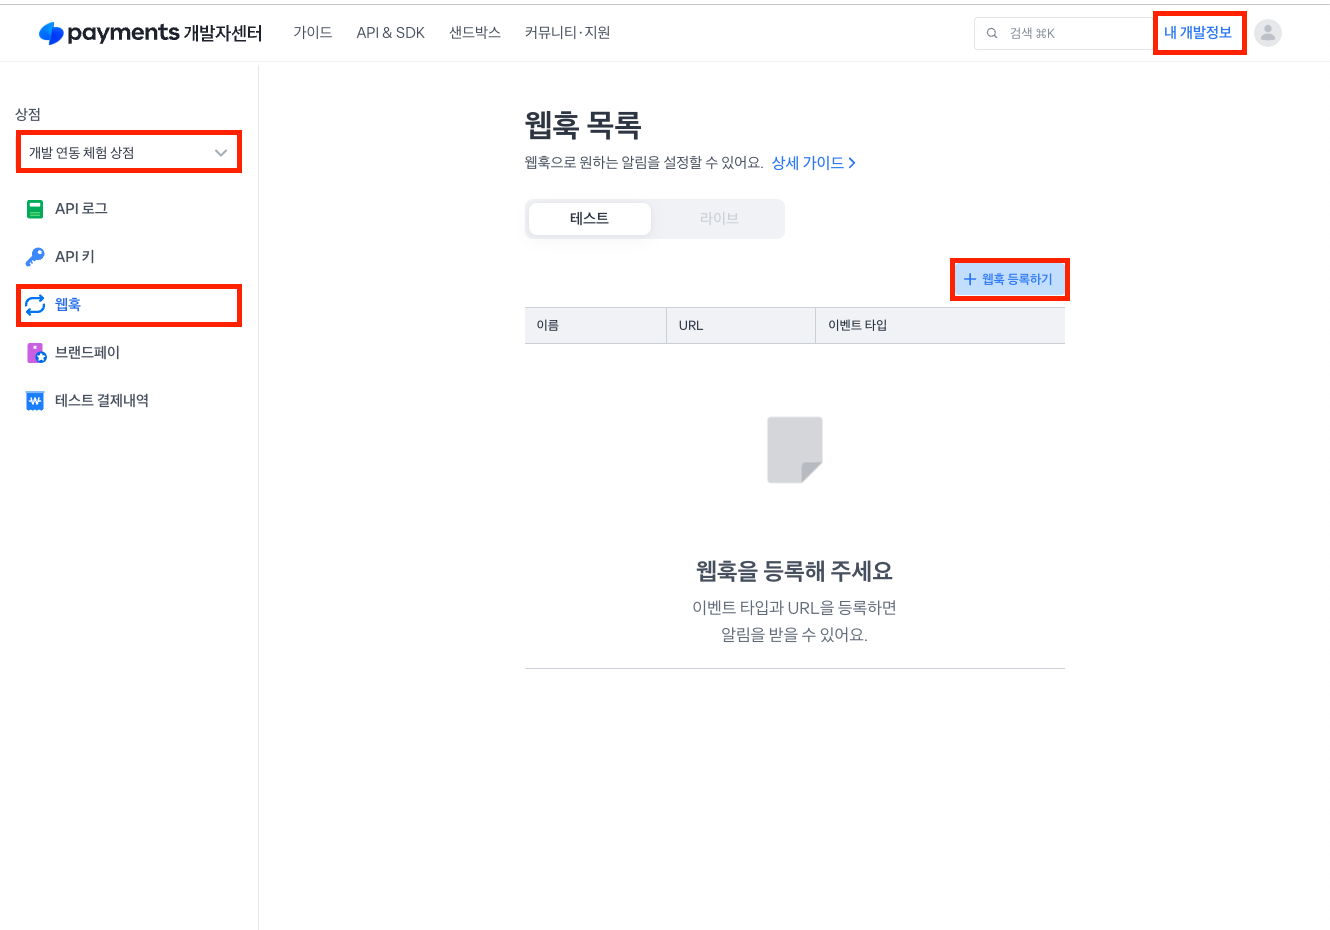 payments 개발자센터
가이드
API & SDK
샌드박스
커뮤니티·지원
검색 ⌘K
내 개발정보
상점
개발 연동 체험 상점
API 로그
API 키
웹훅
브랜드페이
테스트 결제내역
웹훅 목록
웹훅으로 원하는 알림을 설정할 수 있어요. 상세 가이드
테스트
라이브
+ 웹훅 등록하기
이름
URL
이벤트 타입
웹훅을 등록해 주세요
이벤트 타입과 URL을 등록하면
알림을 받을 수 있어요.